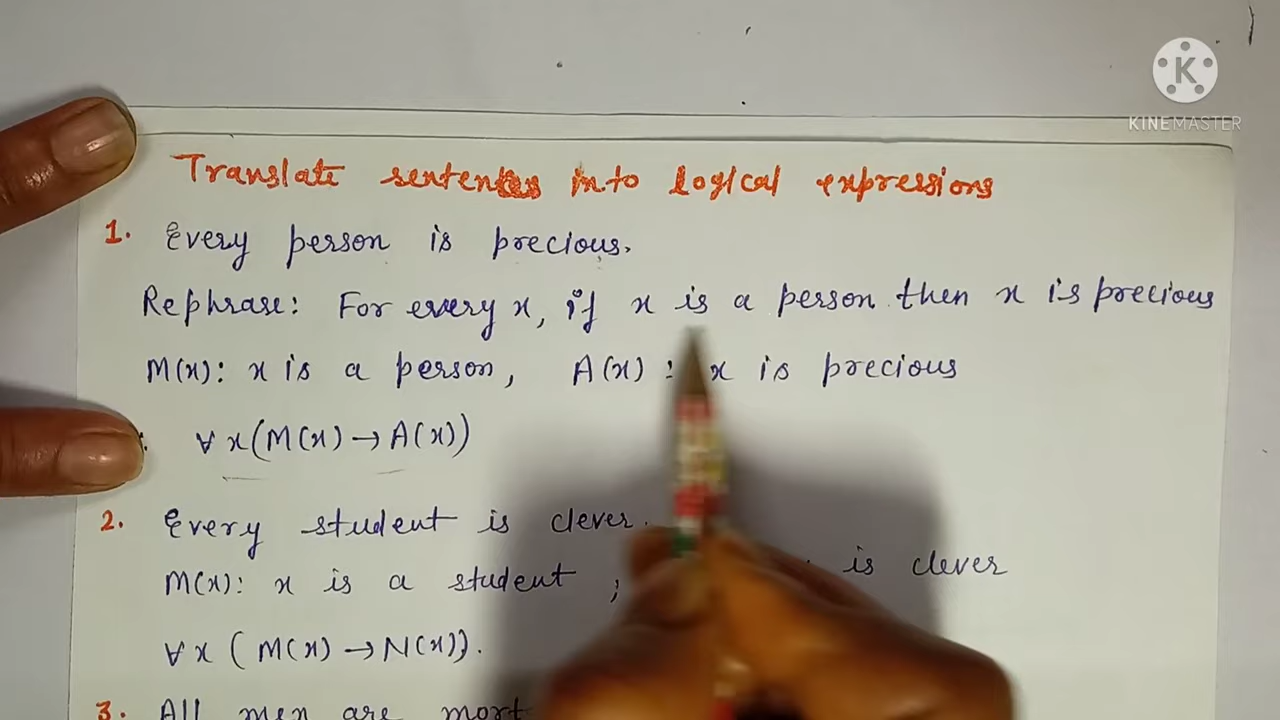 KINEMASTER
Translate sentences into logical expressions
1. Every person is precious.
Rephrase: For every x, if x is a person then x is precious
M(x): x is a person, A(x) : x is precious
∀x(M(x)→A(x))
2. Every student is clever.
M(x): x is a student ; is clever
∀x (M(x)→N(x)).
3. All men are